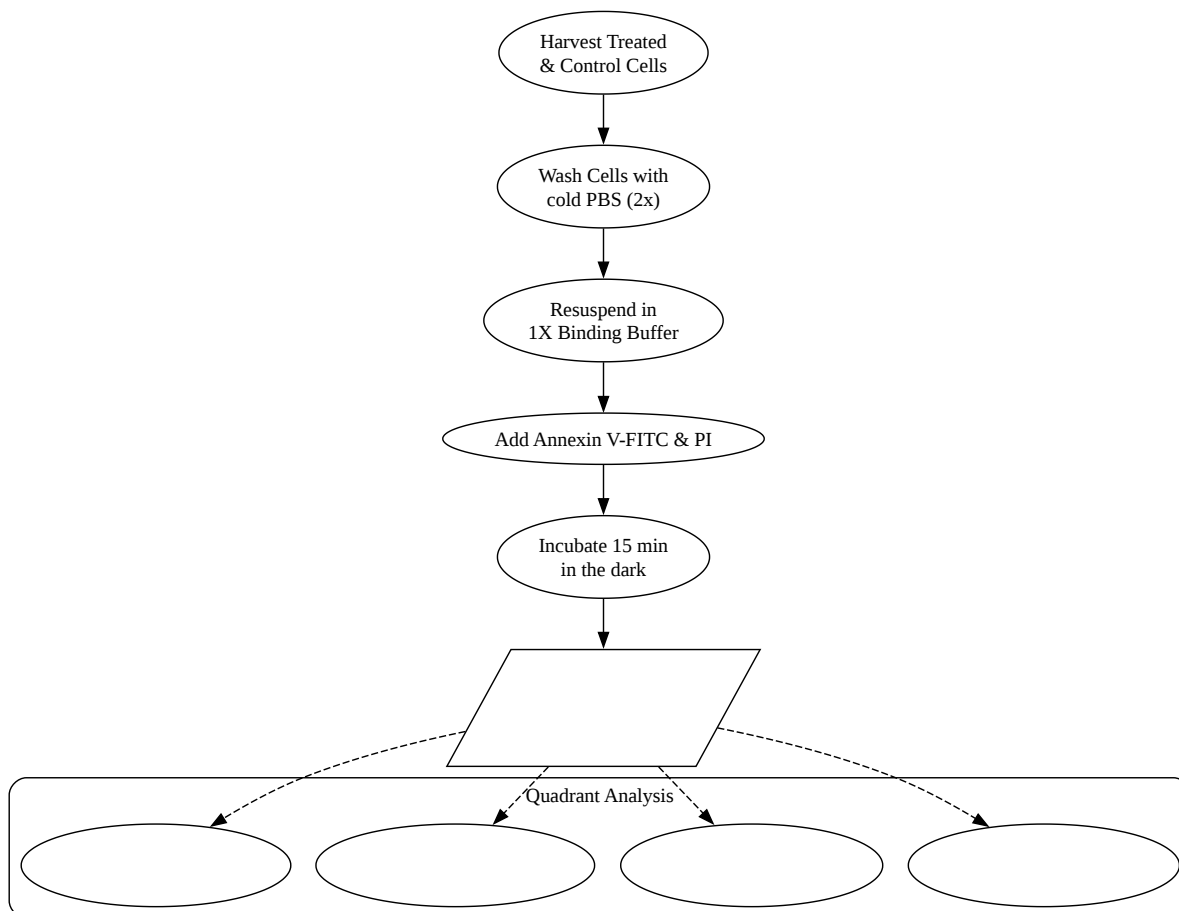 Harvest Treated
& Control Cells
Wash Cells with
cold PBS (2x)
Resuspend in
1X Binding Buffer
Add Annexin V-FITC & PI
Incubate 15 min
in the dark
Quadrant Analysis